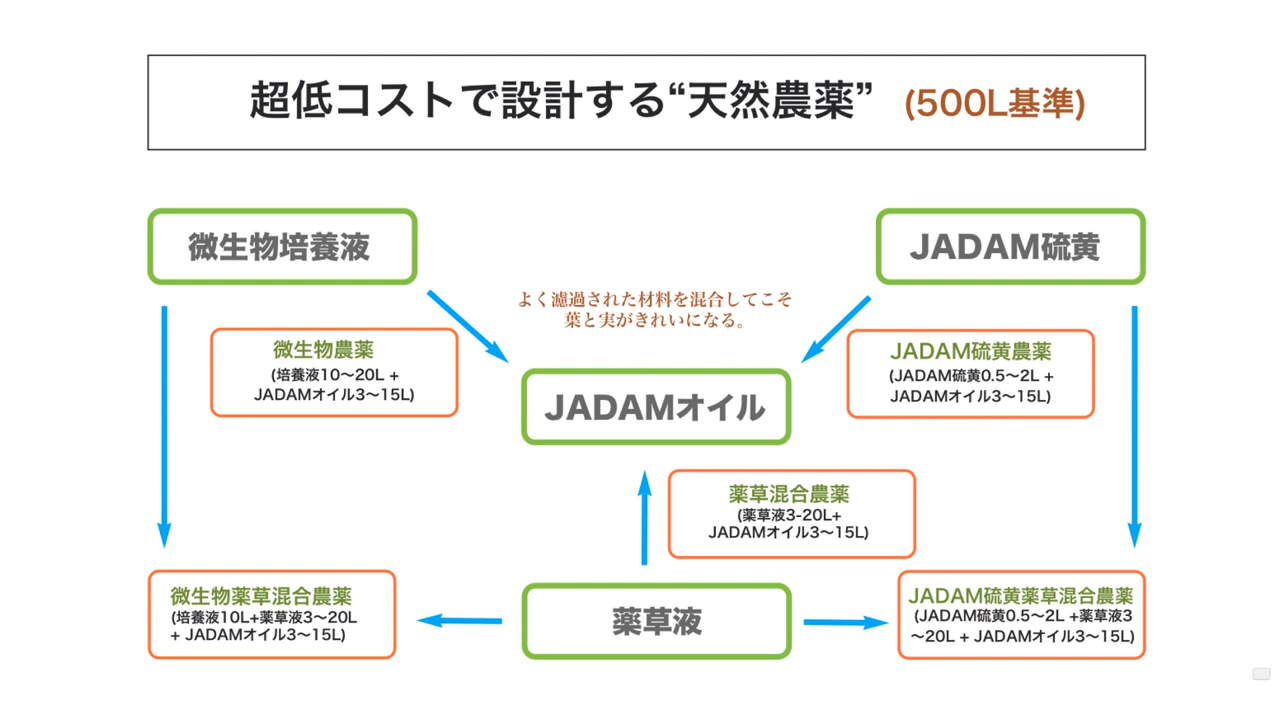 超低コストで設計する“天然農薬” (500L基準)
微生物培養液
JADAM硫黄
よく濾過された材料を混合してこそ
葉と実がきれいになる。
微生物農薬
(培養液10〜20L +
JADAMオイル3〜15L)
JADAM硫黄農薬
(JADAM硫黄0.5〜2L +
JADAMオイル3〜15L)
JADAMオイル
薬草混合農薬
(薬草液3-20L+
JADAMオイル3〜15L)
微生物薬草混合農薬
(培養液10L+薬草液3〜20L
+ JADAMオイル3〜15L)
薬草液
JADAM硫黄薬草混合農薬
(JADAM硫黄0.5〜2L +薬草液3
〜20L + JADAMオイル3〜15L)